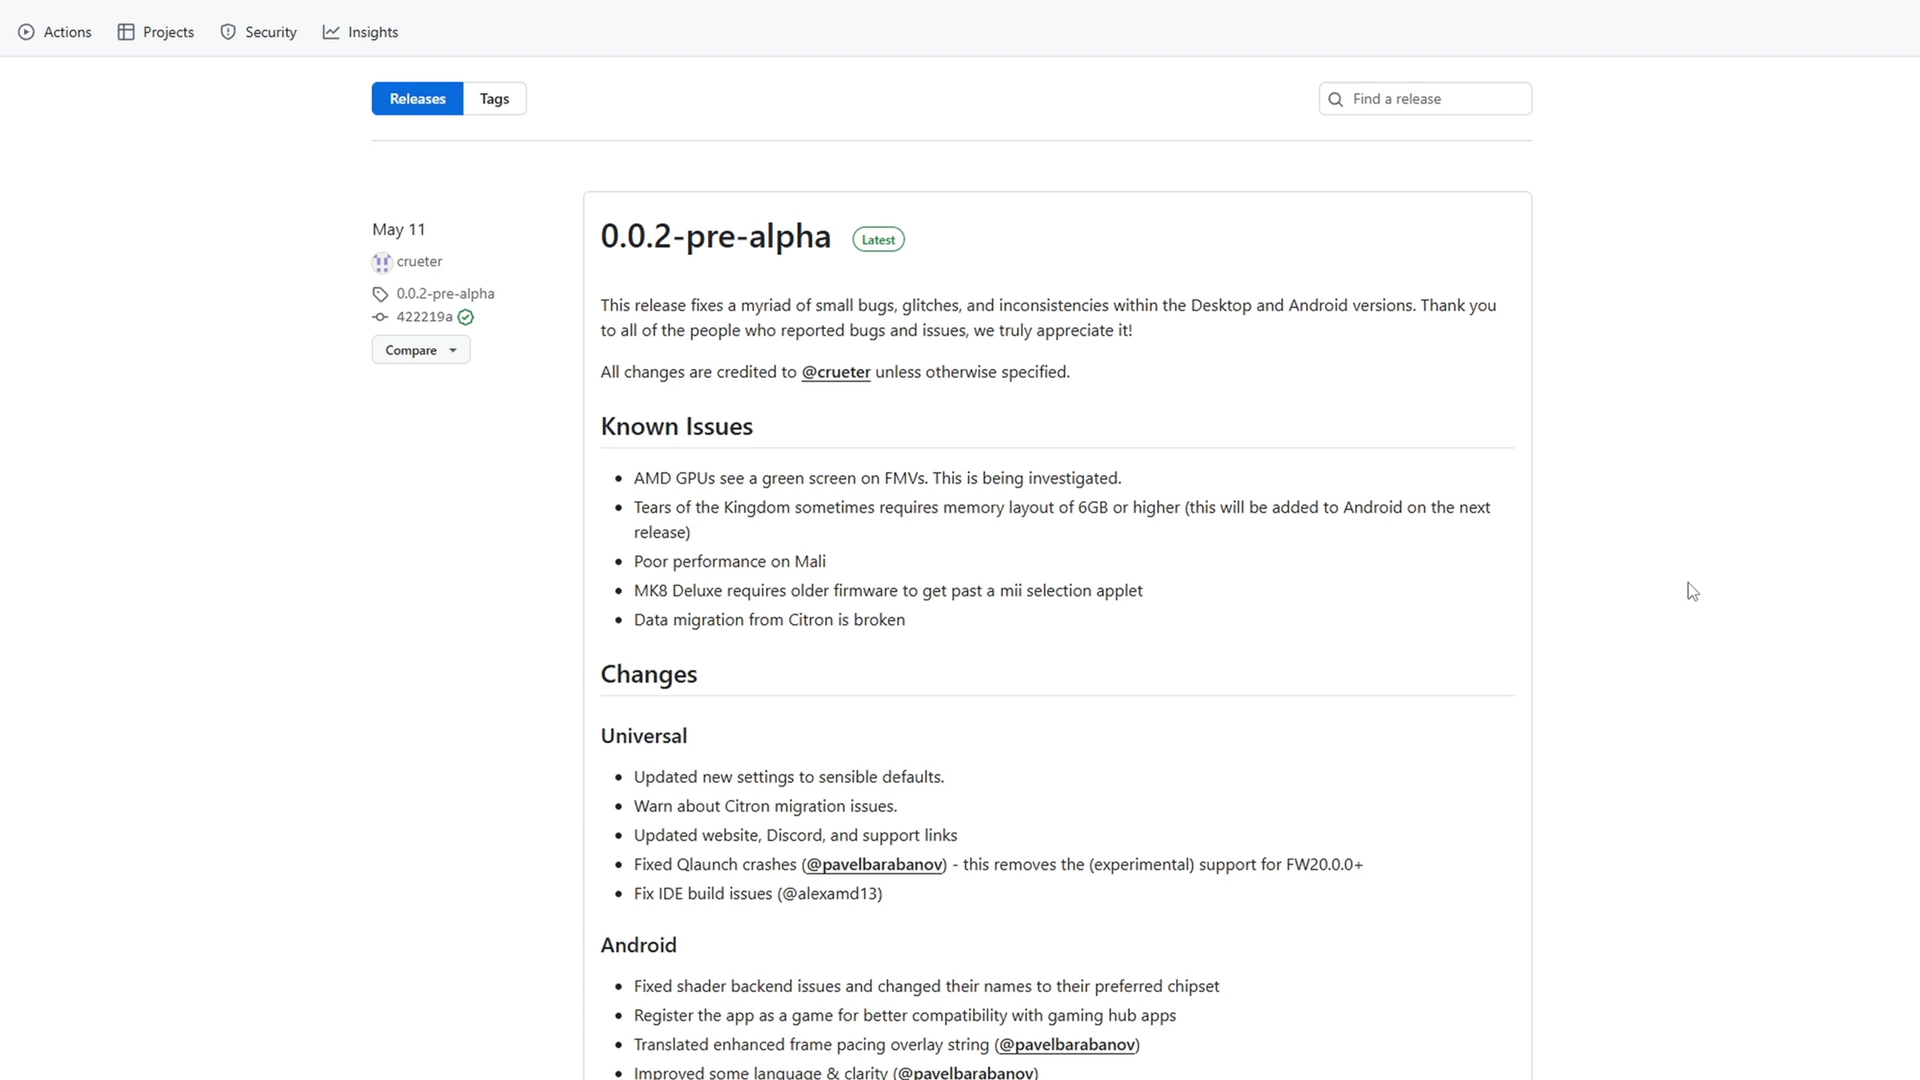 Actions Projects Security Insights
Releases Tags
Find a release
May 11
crueter
0.0.2-pre-alpha
422219a
Compare
0.0.2-pre-alpha Latest
This release fixes a myriad of small bugs, glitches, and inconsistencies within the Desktop and Android versions. Thank you
to all of the people who reported bugs and issues, we truly appreciate it!
All changes are credited to @crueter unless otherwise specified.
Known Issues
• AMD GPUs see a green screen on FMVs. This is being investigated.
• Tears of the Kingdom sometimes requires memory layout of 6GB or higher (this will be added to Android on the next
release)
• Poor performance on Mali
• MK8 Deluxe requires older firmware to get past a mii selection applet
• Data migration from Citron is broken
Changes
Universal
• Updated new settings to sensible defaults.
• Warn about Citron migration issues.
• Updated website, Discord, and support links
• Fixed Qlaunch crashes (@pavelbarabanov) - this removes the (experimental) support for FW20.0.0+
• Fix IDE build issues (@alexamd13)
Android
• Fixed shader backend issues and changed their names to their preferred chipset
• Register the app as a game for better compatibility with gaming hub apps
• Translated enhanced frame pacing overlay string (@pavelbarabanov)
• Improved some language & clarity (@pavelbarabanov)